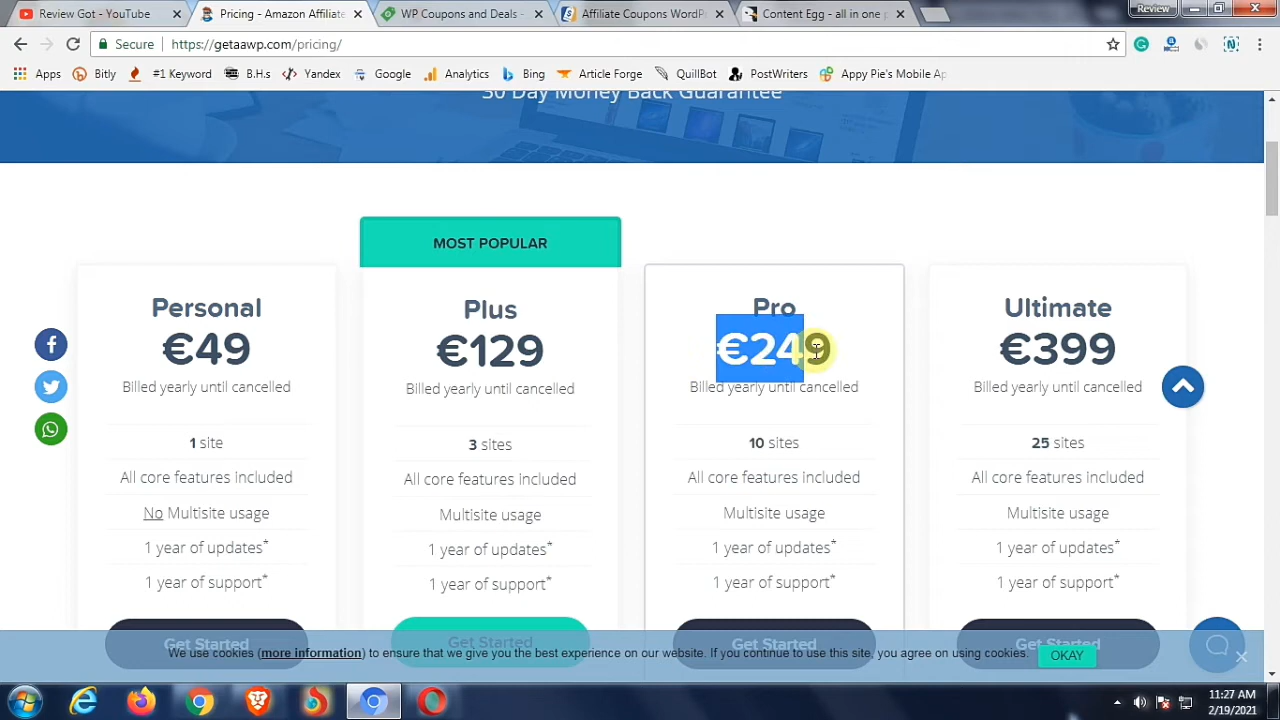 Review Got - YouTube
Pricing - Amazon Affiliate
WP Coupons and Deals -
Affiliate Coupons WordP
Content Egg - all in one p
Review
Secure
https://getaawp.com/pricing/
Apps
Bitly
#1 Keyword
B.H.s
Yandex
Google
Analytics
Bing
Article Forge
QuillBot
PostWriters
Appy Pie's Mobile Ap
30 Day Money Back Guarantee
MOST POPULAR
Personal
€49
Billed yearly until cancelled
1 site
All core features included
No Multisite usage
1 year of updates*
1 year of support*
Get Started
Plus
€129
Billed yearly until cancelled
3 sites
All core features included
Multisite usage
1 year of updates*
1 year of support*
Get Started
Pro
€249
Billed yearly until cancelled
10 sites
All core features included
Multisite usage
1 year of updates*
1 year of support*
Get Started
Ultimate
€399
Billed yearly until cancelled
25 sites
All core features included
Multisite usage
1 year of updates*
1 year of support*
Get Started
We use cookies (more information) to ensure that we give you the best experience on our website. If you continue to use this site, you agree on using cookies.
OKAY
11:27 AM
2/19/2021